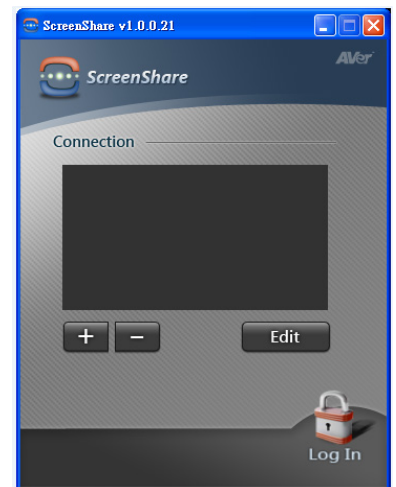 ScreenShare v1.0.0.21
AVer
ScreenShare
Connection
+ −
Edit
Log In